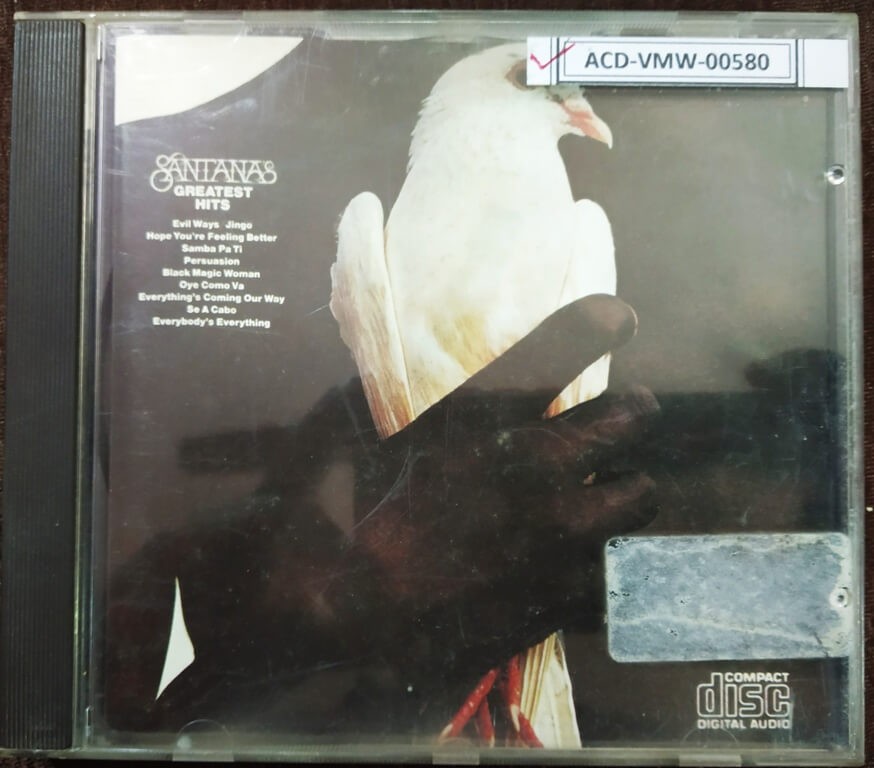 ACD-VMW-00580
SANTANA'S
GREATEST
HITS
Evil Ways Jingo
Hope You're Feeling Better
Samba Pa Ti
Persuasion
Black Magic Woman
Oye Como Va
Everything's Coming Our Way
Se A Cabo
Everybody's Everything
COMPACT
disc
DIGITAL AUDIO